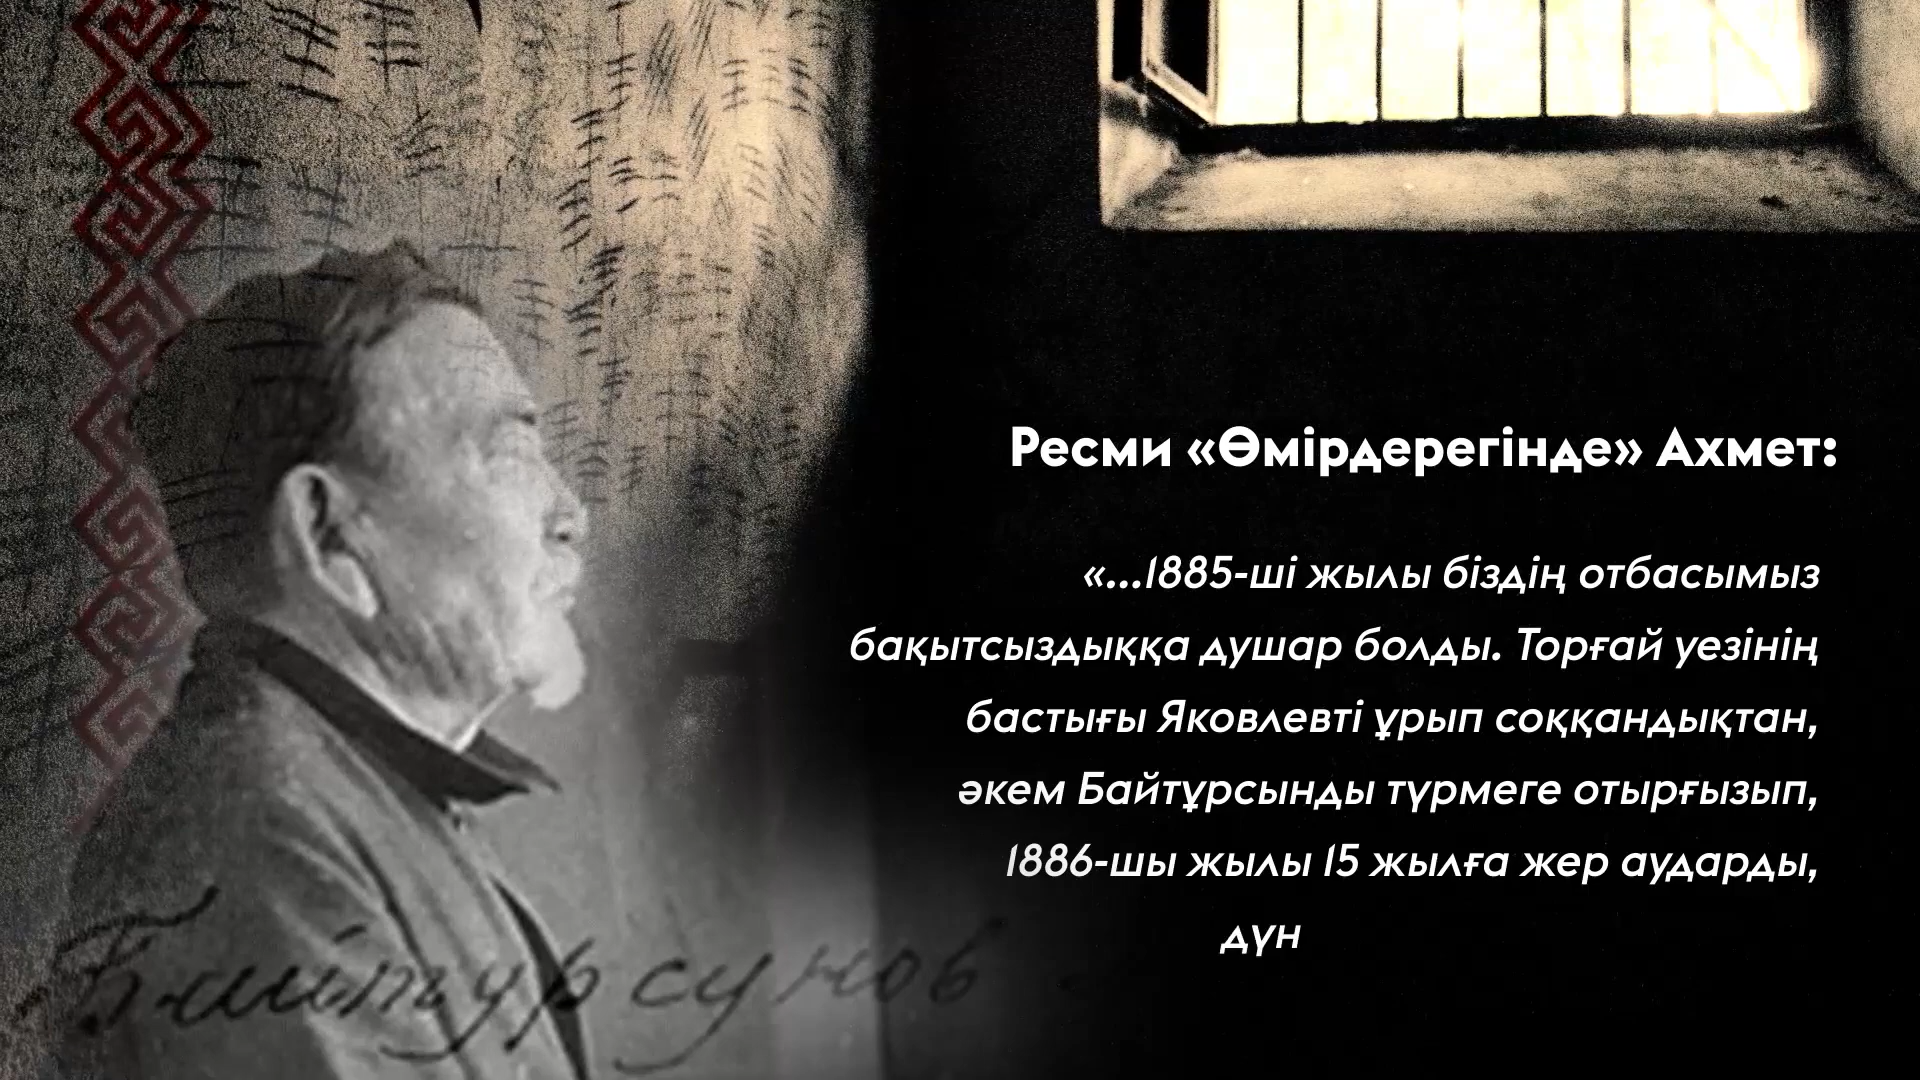 Ресми «Өмірдерегінде» Ахмет:
«...1885-ші жылы біздің отбасымыз
бақытсыздыққа душар болды. Торғай уезінің
бастығы Яковлевті ұрып соққандықтан,
әкем Байтұрсынды түрмеге отырғызып,
1886-шы жылы 15 жылға жер аударды,
дүн
Байтурсунов